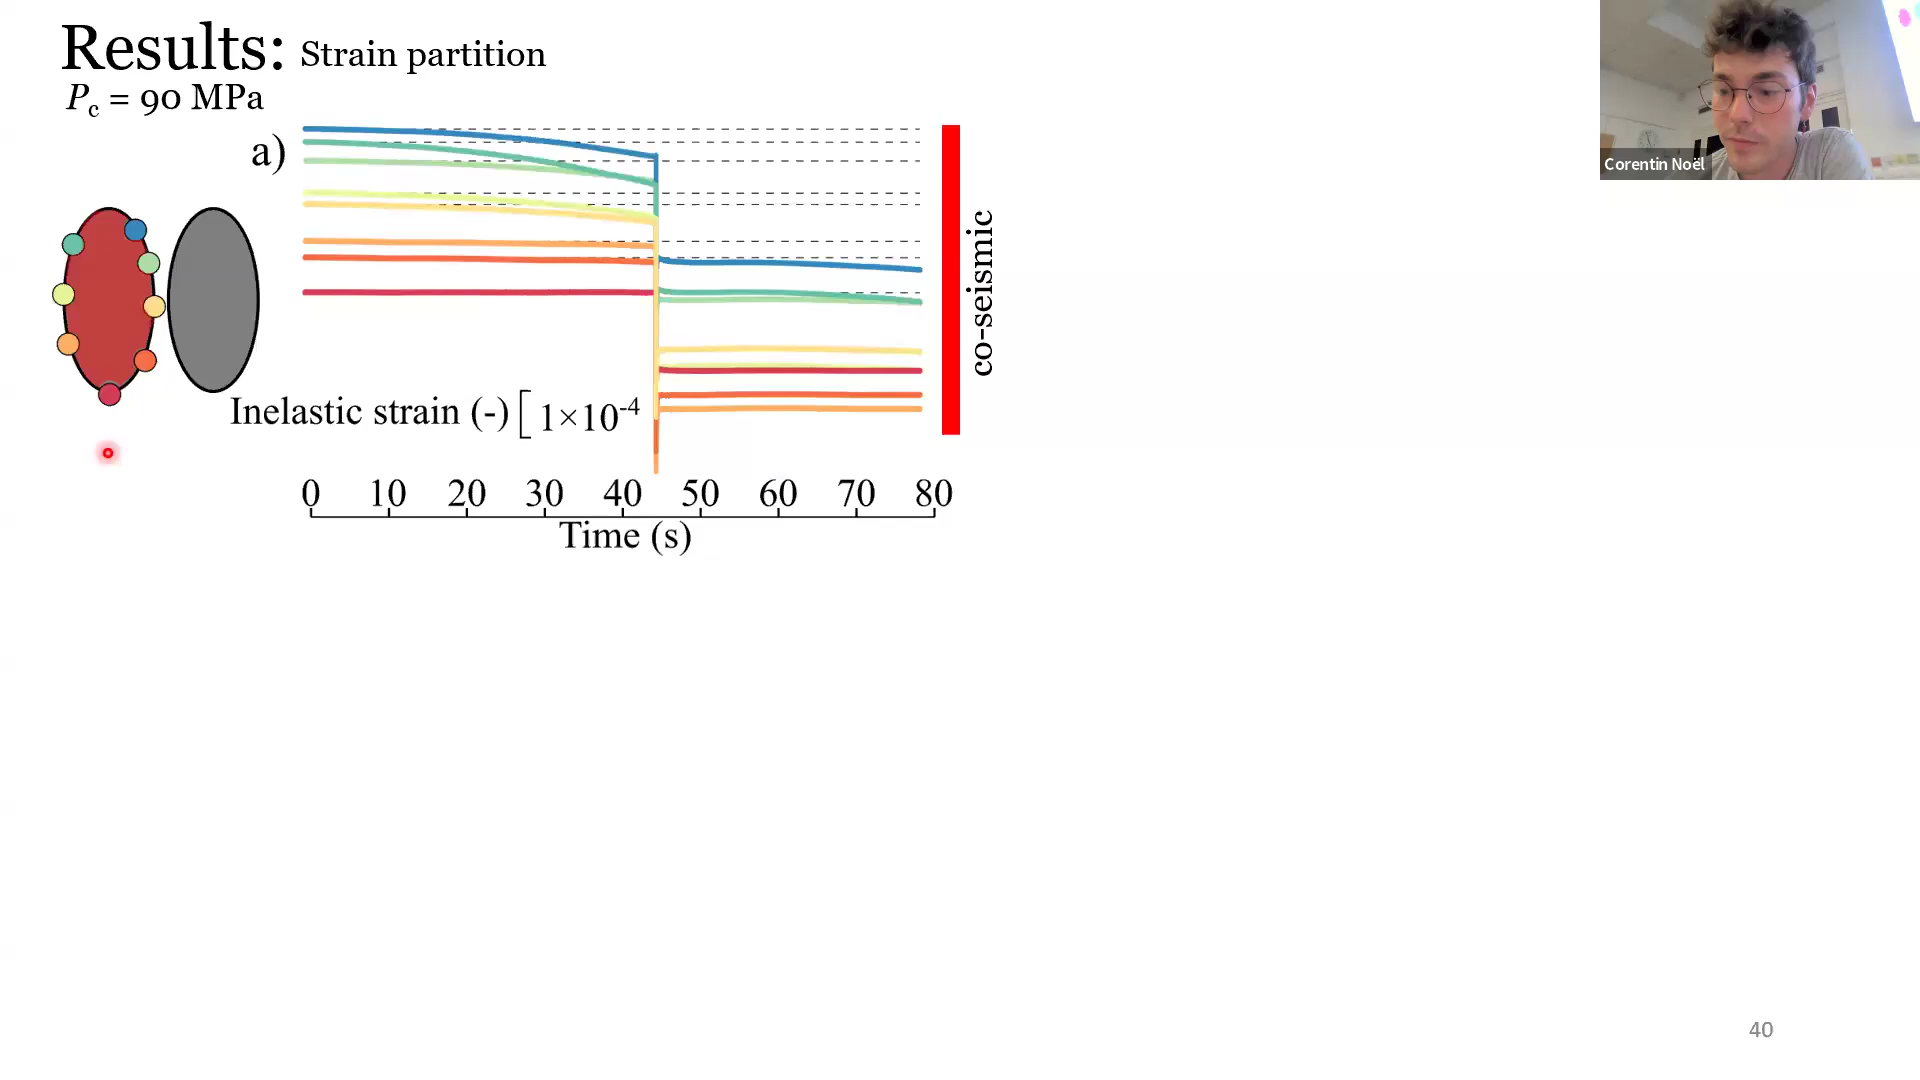 Results: Strain partition
Pc = 90 MPa
a)
Corentin Noël
co-seismic
Inelastic strain (-) [ 1×10-4
0 10 20 30 40 50 60 70 80
Time (s)
40